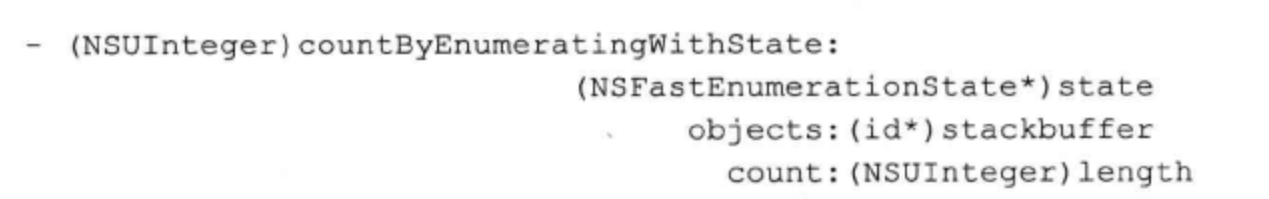 - (NSUInteger)countByEnumeratingWithState:
(NSFastEnumerationState*)state
objects:(id*)stackbuffer
count:(NSUInteger)length